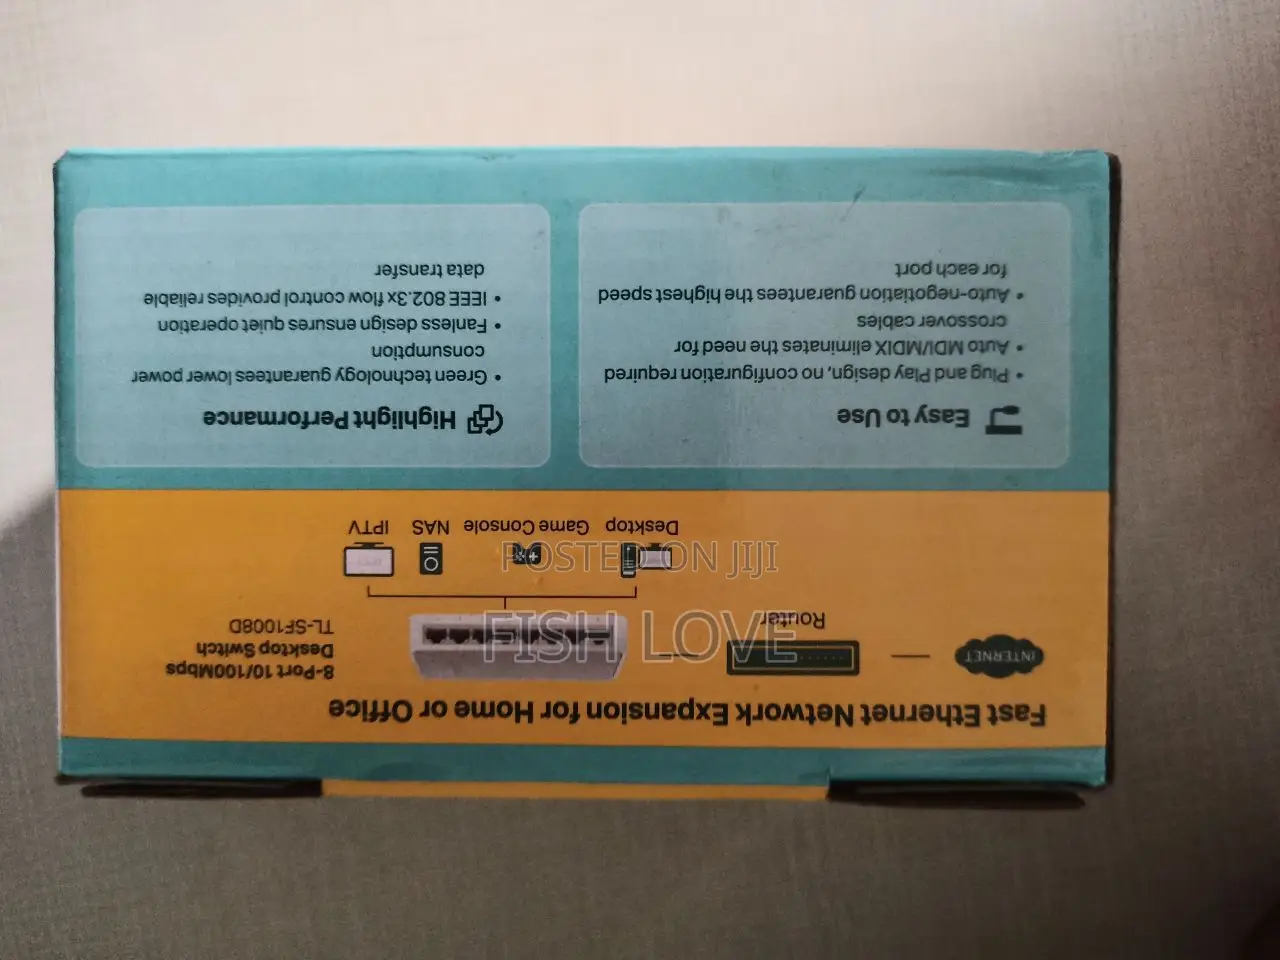 Fast Ethernet Network Expansion for Home or Office
INTERNET
Router
8-Port 10/100Mbps
Desktop Switch
TL-SF1008D
Desktop
Game Console
NAS
IPTV
Easy to Use
• Plug and Play design, no configuration required
• Auto MDI/MDIX eliminates the need for
crossover cables
• Auto-negotiation guarantees the highest speed
for each port
Highlight Performance
• Green technology guarantees lower power
consumption
• Fanless design ensures quiet operation
• IEEE 802.3x flow control provides reliable
data transfer
POSTED ON JIJI
FISH LOVE